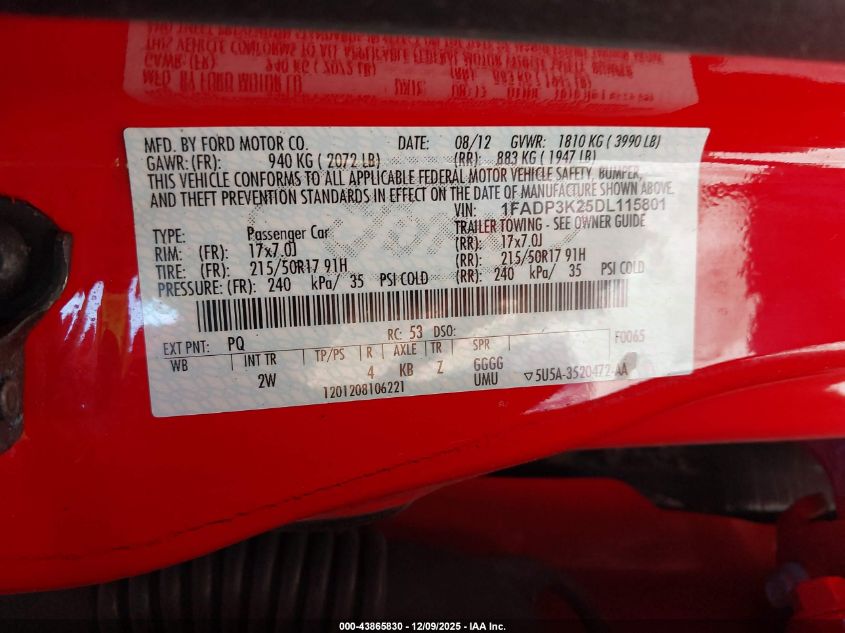 MFD. BY FORD MOTOR CO. DATE: 08/12 GVWR: 1810 KG ( 3990 LB)
GAWR: (FR): 940 KG ( 2072 LB) (RR): 883 KG ( 1947 LB)
THIS VEHICLE CONFORMS TO ALL APPLICABLE FEDERAL MOTOR VEHICLE SAFETY, BUMPER,
AND THEFT PREVENTION STANDARDS IN EFFECT ON THE DATE OF MANUFACTURE SHOWN ABOVE.
VIN: 1FADP3K25DL115801
TYPE: Passenger Car TRAILER TOWING - SEE OWNER GUIDE
RIM: (FR): 17x7.0J (RR): 17x7.0J
TIRE: (FR): 215/50R17 91H (RR): 215/50R17 91H
PRESSURE: (FR): 240 kPa/ 35 PSI COLD (RR): 240 kPa/ 35 PSI COLD
EXT PNT: PQ RC: 53 DSO: F0065
WB INT TR TP/PS R AXLE TR SPR
2W 4 KB Z GGGG
UMU ▽5U5A-3520472-AA
1201208106221
000-43865830 - 12/09/2025 - IAA Inc.